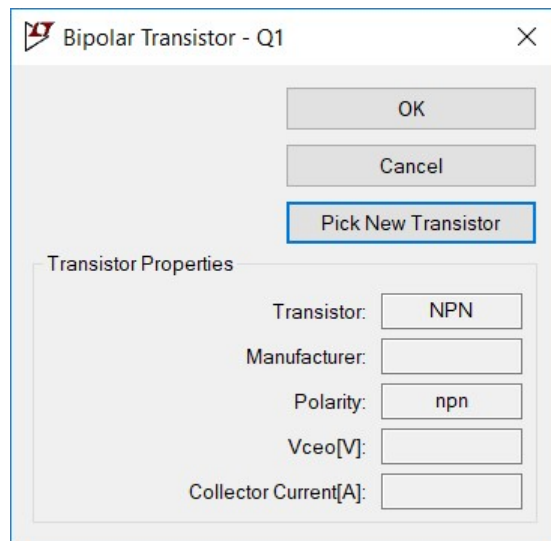 Bipolar Transistor - Q1
OK
Cancel
Pick New Transistor
Transistor Properties
Transistor: NPN
Manufacturer:
Polarity: npn
Vceo[V]:
Collector Current[A]: